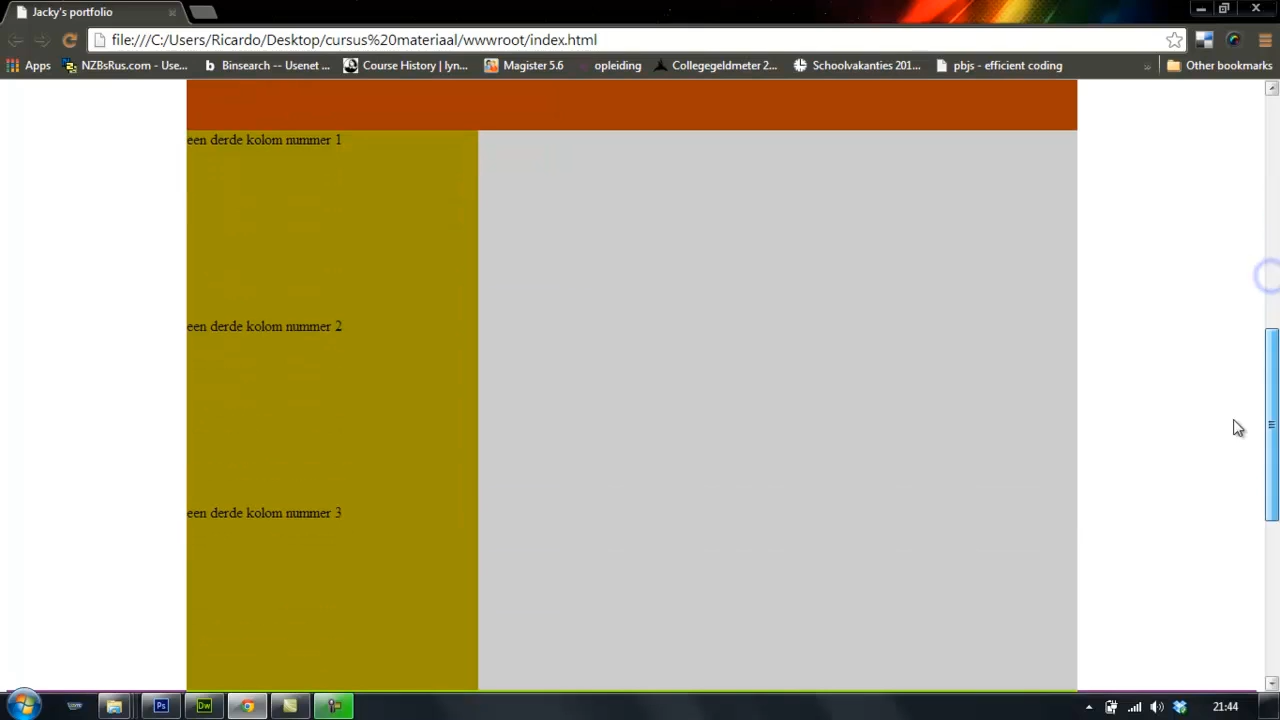 Jacky's portfolio
file:///C:/Users/Ricardo/Desktop/cursus%20materiaal/wwwroot/index.html
Apps NZBsRus.com - Use... Binsearch -- Usenet ... Course History | lyn... Magister 5.6 opleiding Collegegeldmeter 2... Schoolvakanties 201... pbjs - efficient coding » Other bookmarks
een derde kolom nummer 1
een derde kolom nummer 2
een derde kolom nummer 3
Ps Dw 21:44